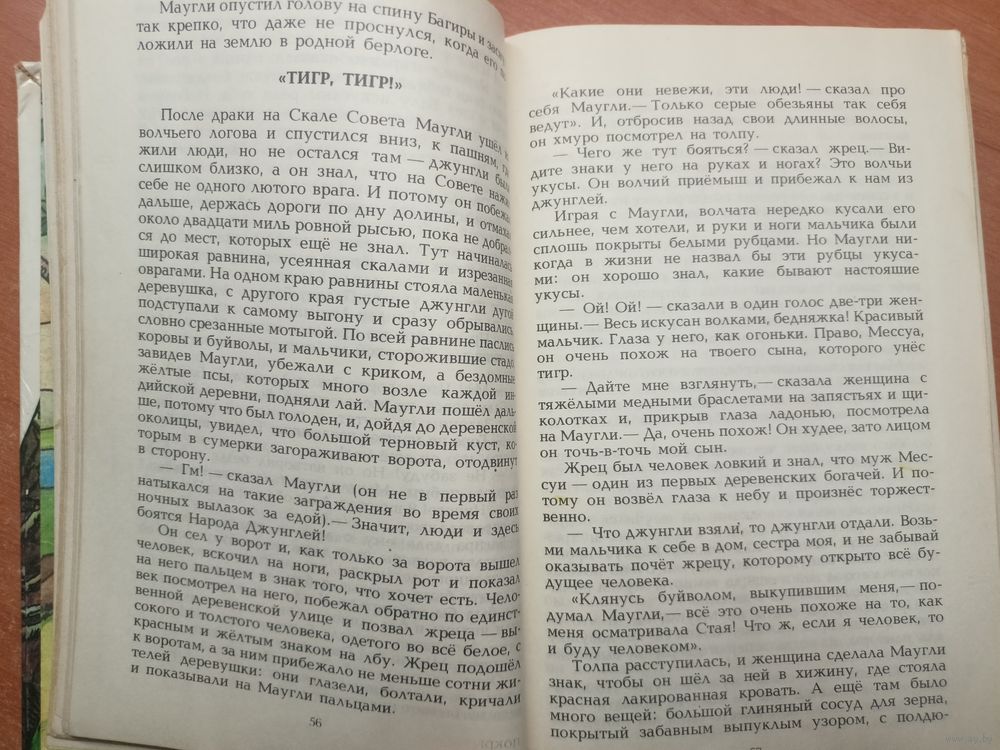 Маугли опустил голову на спину Багиры и
так крепко, что даже не проснулся, когда его
ложили на землю в родной берлоге.
«ТИГР, ТИГР!»
После драки на Скале Совета Маугли ушёл
волчьего логова и спустился вниз, к пашням, где
жили люди, но не остался там — джунгли были
слишком близко, а он знал, что на Совете
себе не одного лютого врага. И потому он
дальше, держась дороги по дну долины, и
около двадцати миль ровной рысью, пока не
ся до мест, которых ещё не знал. Тут начиналась
широкая равнина, усеянная скалами и изрезанная
оврагами. На одном краю равнины стояла маленькая
деревушка, с другого края густые джунгли дугой
подступали к самому выгону и сразу обрывались,
словно срезанные мотыгой. По всей равнине паслись
коровы и буйволы, и мальчики, сторожившие стадо,
завидев Маугли, убежали с криком, а бездомные
жёлтые псы, которых много возле каждой ин-
дийской деревни, подняли лай. Маугли пошёл даль-
ше, потому что был голоден, и, дойдя до деревенской
околицы, увидел, что большой терновый куст, ко-
торым в сумерки загораживают ворота, отодвинут
в сторону.
— Гм! — сказал Маугли (он не в первый раз
натыкался на такие заграждения во время своих
ночных вылазок за едой).— Значит, люди и здесь
боятся Народа Джунглей!
Он сел у ворот и, как только за ворота вышел
человек, вскочил на ноги, раскрыл рот и показал
на него пальцем в знак того, что хочет есть. Чело-
век посмотрел на него, побежал обратно по единст-
венной деревенской улице и позвал жреца — вы-
сокого и толстого человека, одетого во всё белое, с
красным и жёлтым знаком на лбу. Жрец подошёл
к воротам, а за ним прибежало не меньше сотни жи-
телей деревушки: они глазели, болтали, кричали
и показывали на Маугли пальцами.
56
«Какие они невежи, эти люди! — сказал про
себя Маугли.— Только серые обезьяны так себя
ведут». И, отбросив назад свои длинные волосы,
он хмуро посмотрел на толпу.
— Чего же тут бояться? — сказал жрец.— Ви-
дите знаки у него на руках и ногах? Это волчьи
укусы. Он волчий приёмыш и прибежал к нам из
джунглей.
Играя с Маугли, волчата нередко кусали его
сильнее, чем хотели, и руки и ноги мальчика были
сплошь покрыты белыми рубцами. Но Маугли ни-
когда в жизни не назвал бы эти рубцы укуса-
ми: он хорошо знал, какие бывают настоящие
укусы.
— Ой! Ой! — сказали в один голос две-три жен-
щины.— Весь искусан волками, бедняжка! Красивый
мальчик. Глаза у него, как огоньки. Право, Мессуа,
он очень похож на твоего сына, которого унёс
тигр.
— Дайте мне взглянуть,— сказала женщина с
тяжёлыми медными браслетами на запястьях и щи-
колотках и, прикрыв глаза ладонью, посмотрела
на Маугли.— Да, очень похож! Он худее, зато лицом
он точь-в-точь мой сын.
Жрец был человек ловкий и знал, что муж Мес-
суи — один из первых деревенских богачей. И по-
тому он возвёл глаза к небу и произнёс торжест-
венно.
— Что джунгли взяли, то джунгли отдали. Возь-
ми мальчика к себе в дом, сестра моя, и не забывай
оказывать почёт жрецу, которому открыто всё бу-
дущее человека.
«Клянусь буйволом, выкупившим меня,— по-
думал Маугли,— всё это очень похоже на то, как
меня осматривала Стая! Что ж, если я человек, то
и буду человеком».
Толпа расступилась, и женщина сделала Маугли
знак, чтобы он шёл за ней в хижину, где стояла
красная лакированная кровать. А ещё там было
много вещей: большой глиняный сосуд для зерна,
покрытый забавным выпуклым узором, с полдю-